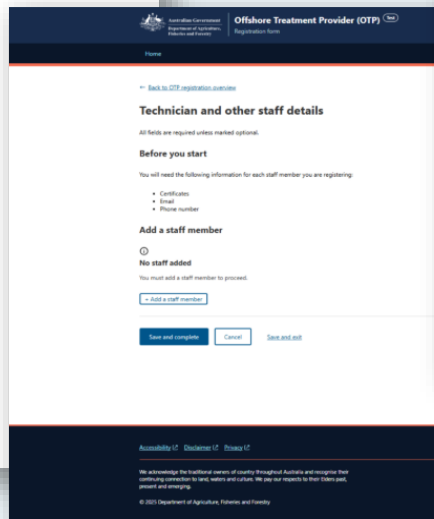 Australian Government
Department of Agriculture,
Fisheries and Forestry
Offshore Treatment Provider (OTP) Test
Registration form
Home
← Back to OTP registration overview
Technician and other staff details
All fields are required unless marked optional.
Before you start
You will need the following information for each staff member you are registering:
• Certificates
• Email
• Phone number
Add a staff member
No staff added
You must add a staff member to proceed.
+ Add a staff member
Save and complete Cancel Save and exit
Accessibility Disclaimer Privacy
We acknowledge the traditional owners of country throughout Australia and recognise their
continuing connection to land, waters and culture. We pay our respects to their Elders past,
present and emerging.
© 2025 Department of Agriculture, Fisheries and Forestry